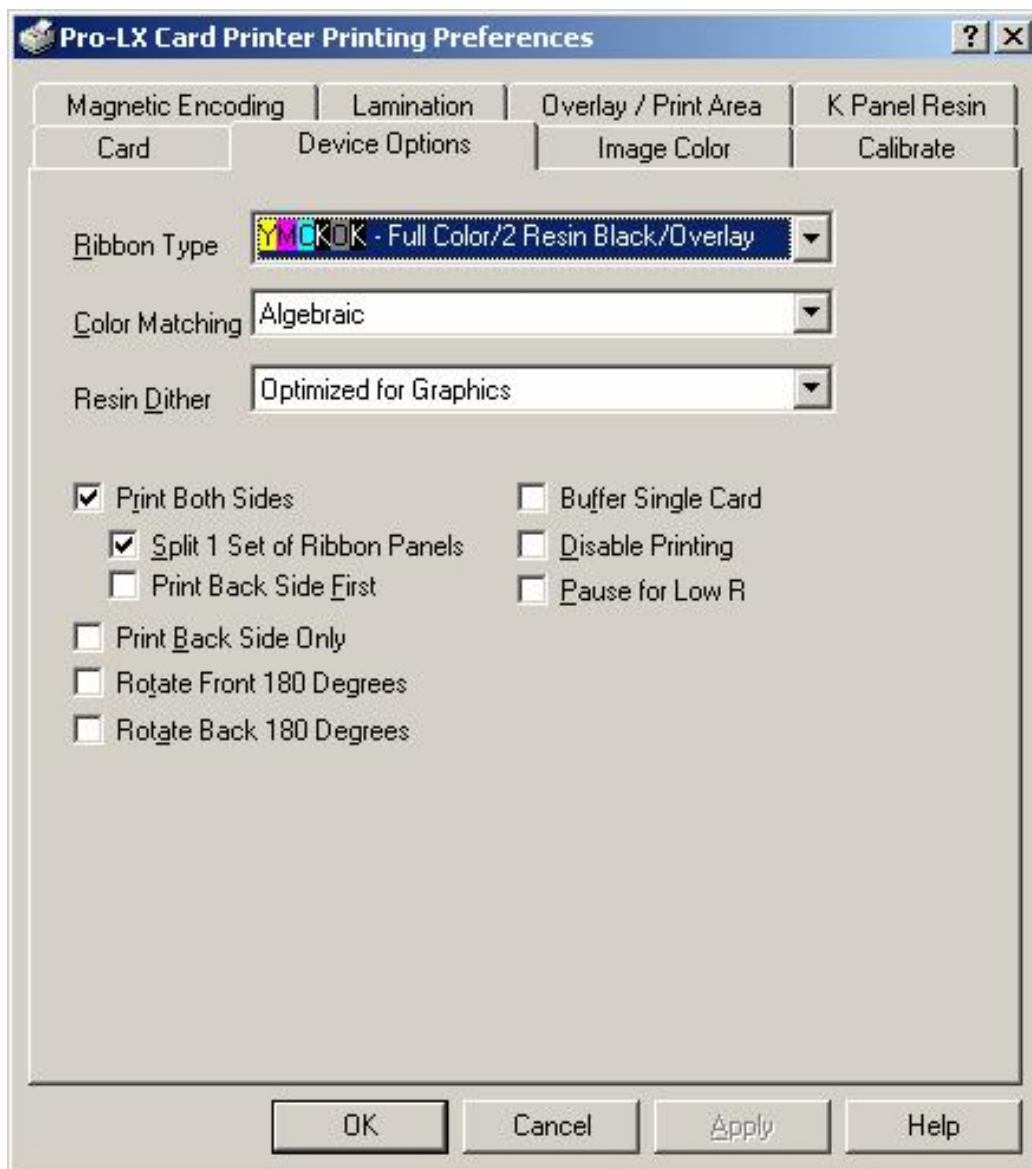 Pro-LX Card Printer Printing Preferences
Magnetic Encoding Lamination Overlay / Print Area K Panel Resin
Card Device Options Image Color Calibrate
Ribbon Type YMCKOK - Full Color/2 Resin Black/Overlay
Color Matching Algebraic
Resin Dither Optimized for Graphics
Print Both Sides Buffer Single Card
Split 1 Set of Ribbon Panels Disable Printing
Print Back Side First Pause for Low R
Print Back Side Only
Rotate Front 180 Degrees
Rotate Back 180 Degrees
OK Cancel Apply Help